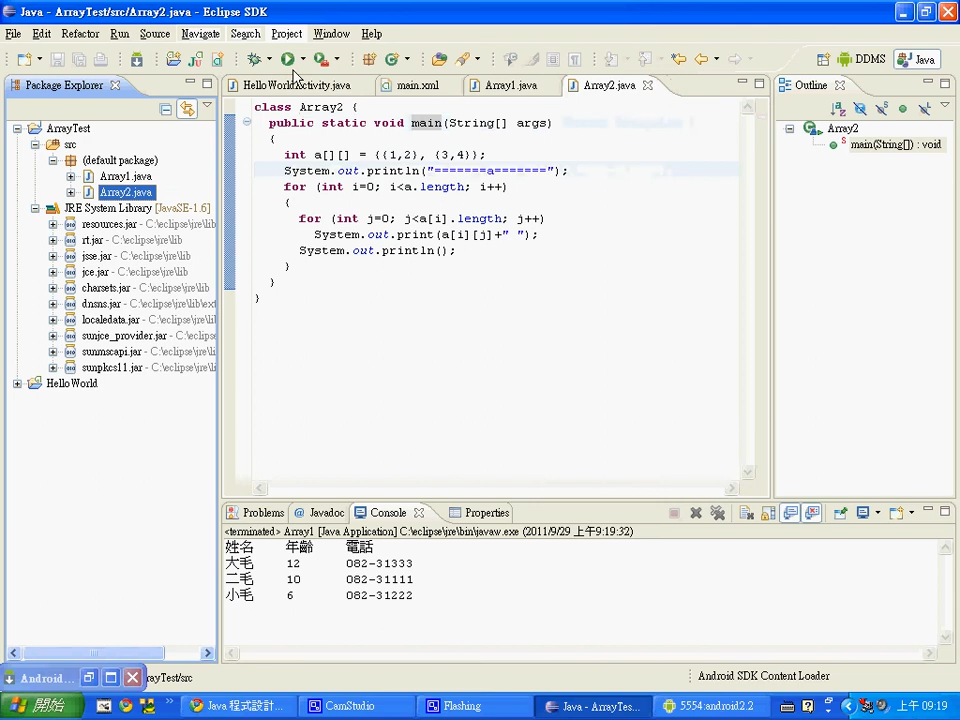 Java - ArrayTest/src/Array2.java - Eclipse SDK
File Edit Refactor Run Source Navigate Search Project Window Help
DDMS Java
Package Explorer
HelloWorldActivity.java main.xml Array1.java Array2.java
Outline
ArrayTest
src
(default package)
Array1.java
Array2.java
JRE System Library [JavaSE-1.6]
resources.jar - C:\eclipse\jre\lib
rt.jar - C:\eclipse\jre\lib
jsse.jar - C:\eclipse\jre\lib
jce.jar - C:\eclipse\jre\lib
charsets.jar - C:\eclipse\jre\lib
dnsns.jar - C:\eclipse\jre\lib\ext
localedata.jar - C:\eclipse\jre\lib
sunjce_provider.jar - C:\eclipse\jre\lib
sunmscapi.jar - C:\eclipse\jre\lib
sunpkcs11.jar - C:\eclipse\jre\lib
HelloWorld
class Array2 {
public static void main(String[] args)
{
int a[][] = {{1,2}, {3,4}};
System.out.println("=======a=======");
for (int i=0; i<a.length; i++)
{
for (int j=0; j<a[i].length; j++)
System.out.print(a[i][j]+" ");
System.out.println();
}
}
}
Array2
main(String[]) : void
Problems @ Javadoc Console Properties
<terminated> Array1 [Java Application] C:\eclipse\jre\bin\javaw.exe (2011/9/29 上午9:19:32)
姓名 年齡 電話
大毛 12 082-31333
二毛 10 082-31111
小毛 6 082-31222
Android...
ayTest/src
Android SDK Content Loader
開始
Java 程式設計...
CamStudio
Flashing
Java - ArrayTes...
5554:android2.2
上午 09:19